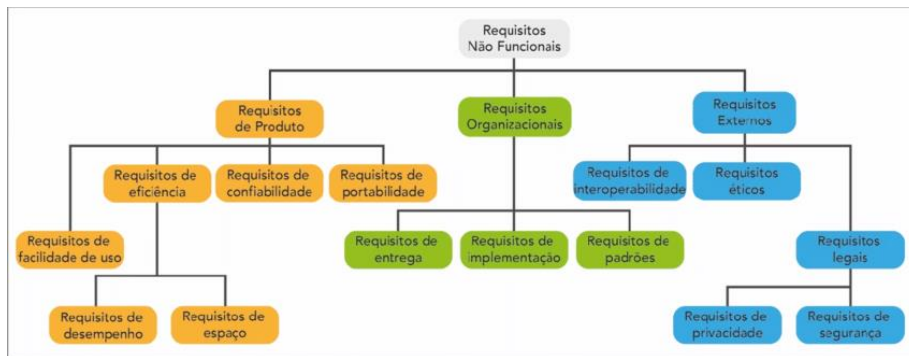 Requisitos
Não Funcionais
Requisitos
de Produto
Requisitos
Organizacionais
Requisitos
Externos
Requisitos de
eficiência
Requisitos de
confiabilidade
Requisitos de
portabilidade
Requisitos de
interoperabilidade
Requisitos
éticos
Requisitos de
facilidade de uso
Requisitos de
entrega
Requisitos de
implementação
Requisitos de
padrões
Requisitos
legais
Requisitos de
desempenho
Requisitos de
espaço
Requisitos de
privacidade
Requisitos de
segurança